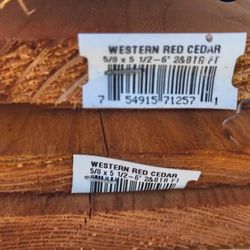 WESTERN RED CEDAR
5/8 x 5 1/2-6' 2&BTR FT
7 54915 71257 1
WESTERN RED CEDAR
5/8 x 5 1/2-6' 2&BTR FT